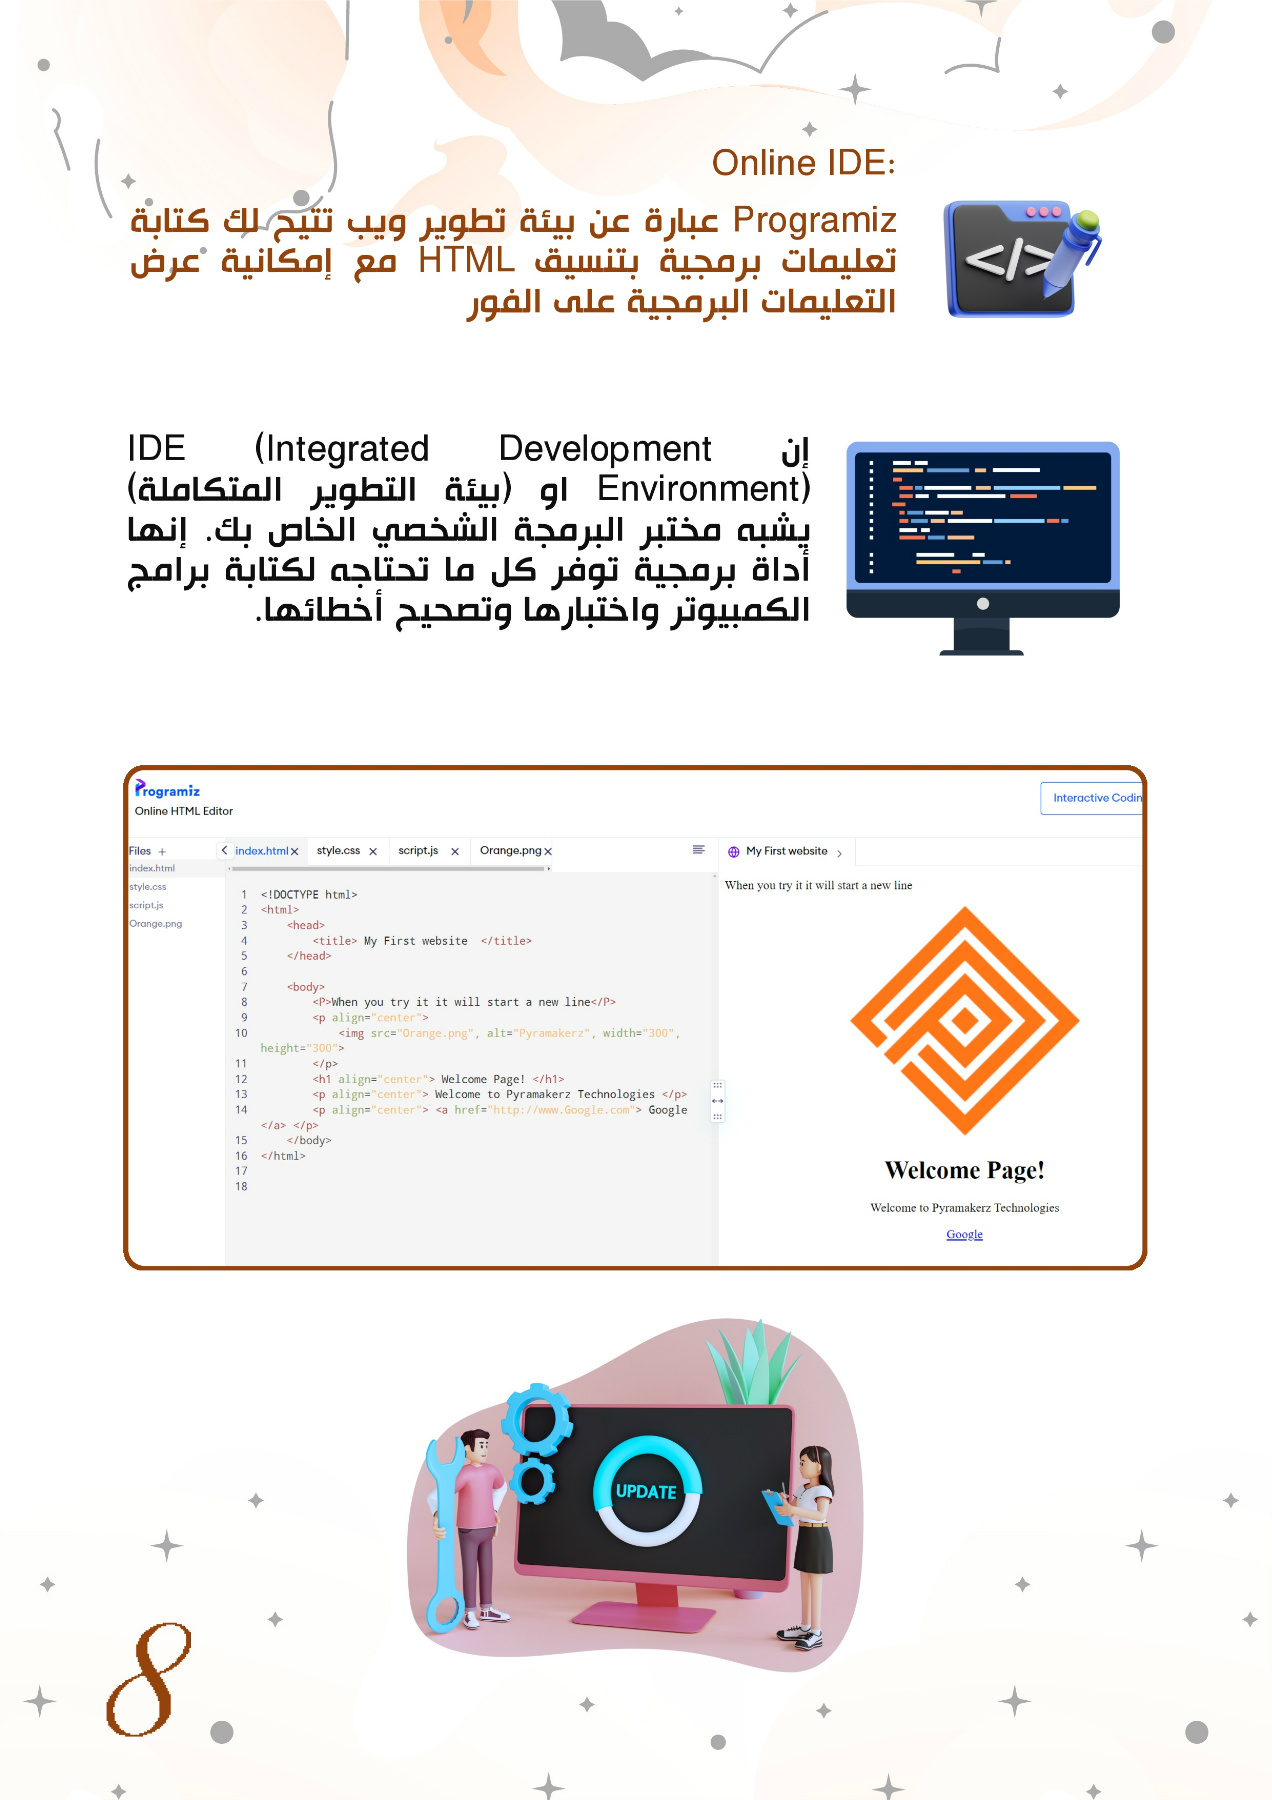 Online IDE:
Programiz عبارة عن بيئة تطوير ويب تتيح لك كتابة
تعليمات برمجية بتنسيق HTML مع إمكانية عرض
التعليمات البرمجية على الفور
إن IDE (Integrated Development
Environment) او (بيئة التطوير المتكاملة)
يشبه مختبر البرمجة الشخصي الخاص بك. إنها
أداة برمجية توفر كل ما تحتاجه لكتابة برامج
الكمبيوتر واختبارها وتصحيح أخطائها.
Programiz
Online HTML Editor
Interactive Codin
Files +
index.html
style.css
script.js
Orange.png
index.html × style.css × script.js × Orange.png ×
1 <!DOCTYPE html>
2 <html>
3 <head>
4 <title> My First website </title>
5 </head>
6
7 <body>
8 <P>When you try it it will start a new line</P>
9 <p align="center">
10 <img src="Orange.png", alt="Pyramakerz", width="300",
height="300">
11 </p>
12 <h1 align="center"> Welcome Page! </h1>
13 <p align="center"> Welcome to Pyramakerz Technologies </p>
14 <p align="center"> <a href="http://www.Google.com"> Google
</a> </p>
15 </body>
16 </html>
17
18
My First website
When you try it it will start a new line
Welcome Page!
Welcome to Pyramakerz Technologies
Google
UPDATE
8